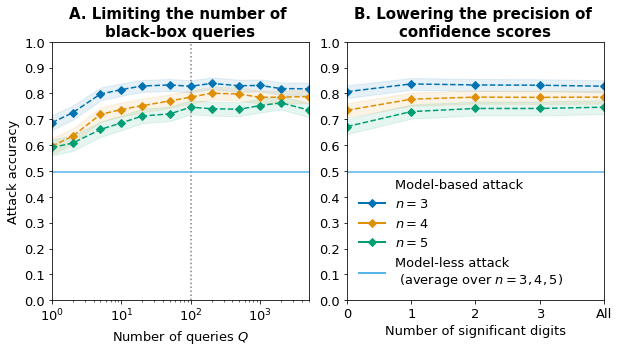 A. Limiting the number of
black-box queries
B. Lowering the precision of
confidence scores
Attack accuracy
1.0
0.9
0.8
0.7
0.6
0.5
0.4
0.3
0.2
0.1
0.0
10⁰
10¹
10²
10³
Number of queries Q
1.0
0.9
0.8
0.7
0.6
0.5
0.4
0.3
0.2
0.1
0.0
Model-based attack
n = 3
n = 4
n = 5
Model-less attack
(average over n = 3, 4, 5)
0
1
2
3
All
Number of significant digits